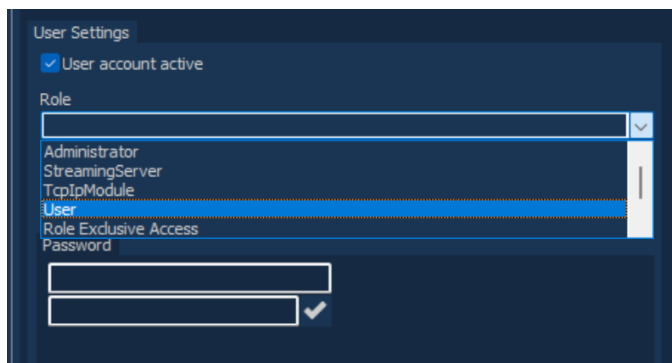 User Settings
User account active
Role
Administrator
StreamingServer
TcpIpModule
User
Role Exclusive Access
Password